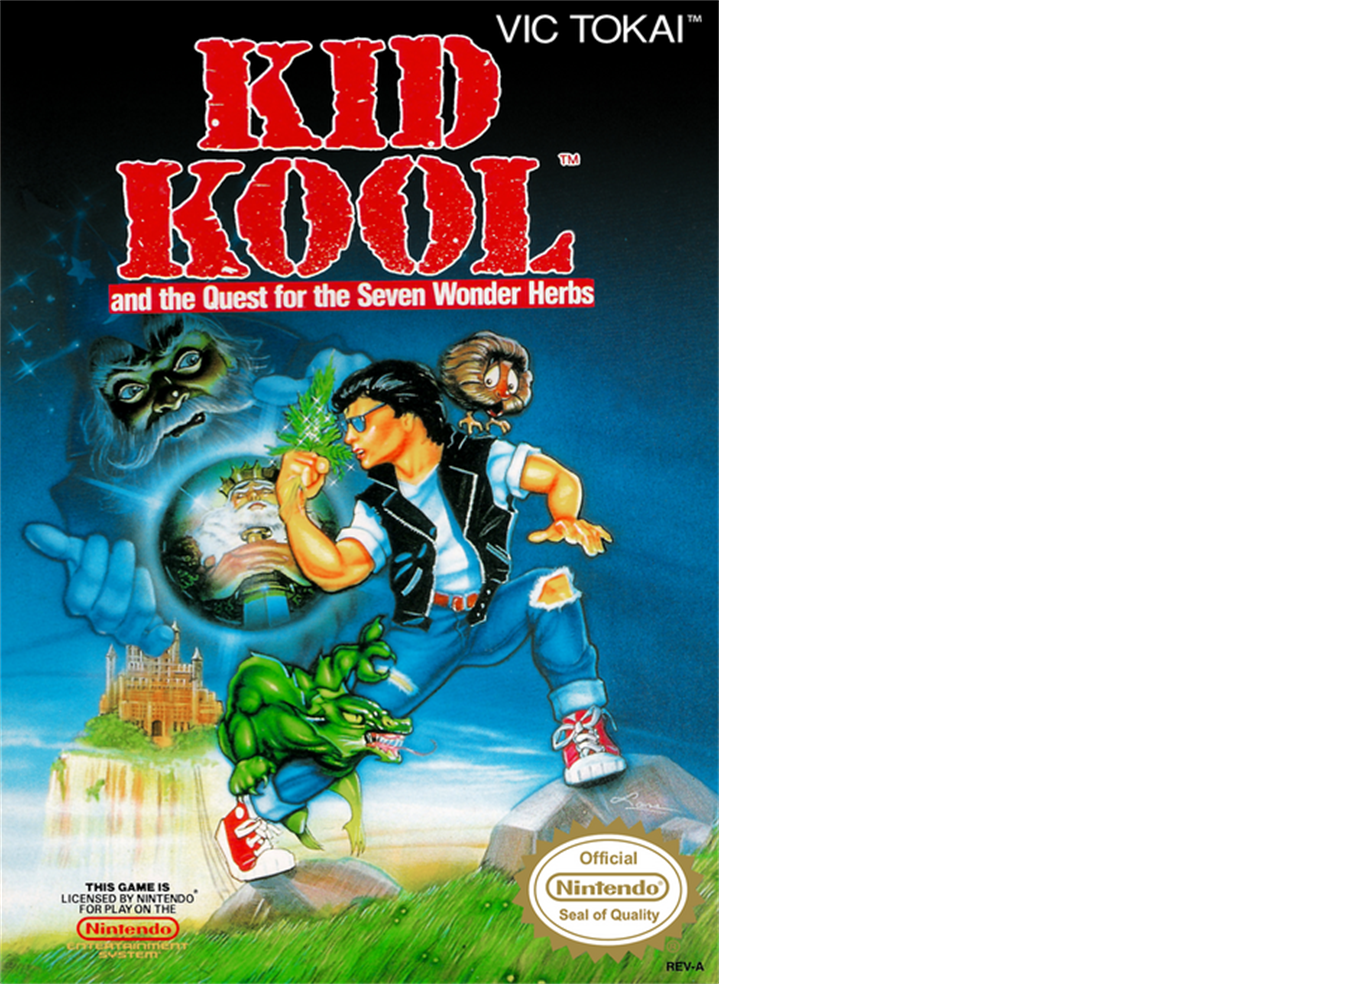 VIC TOKAI™
KID
KOOL™
and the Quest for the Seven Wonder Herbs
THIS GAME IS
LICENSED BY NINTENDO®
FOR PLAY ON THE
Nintendo
ENTERTAINMENT
SYSTEM
Official
Nintendo®
Seal of Quality
REV-A